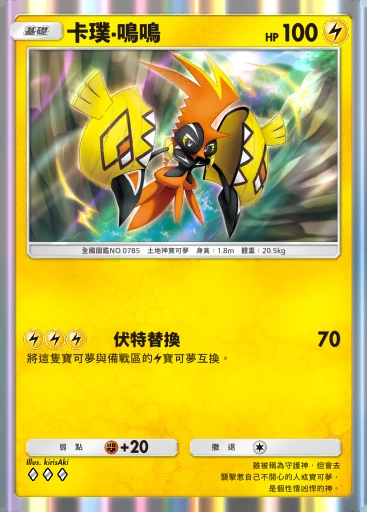 基礎 卡璞・鳴鳴 HP 100
全國圖鑑NO.0785 土地神寶可夢 身高：1.8m 體重：20.5kg
伏特替換 70
將這隻寶可夢與備戰區的寶可夢互換。
弱點 +20 撤退
Illus. kirisAki
雖被稱為守護神，但會去
襲擊惹自己不開心的人或寶可夢，
是個性情凶悍的神。